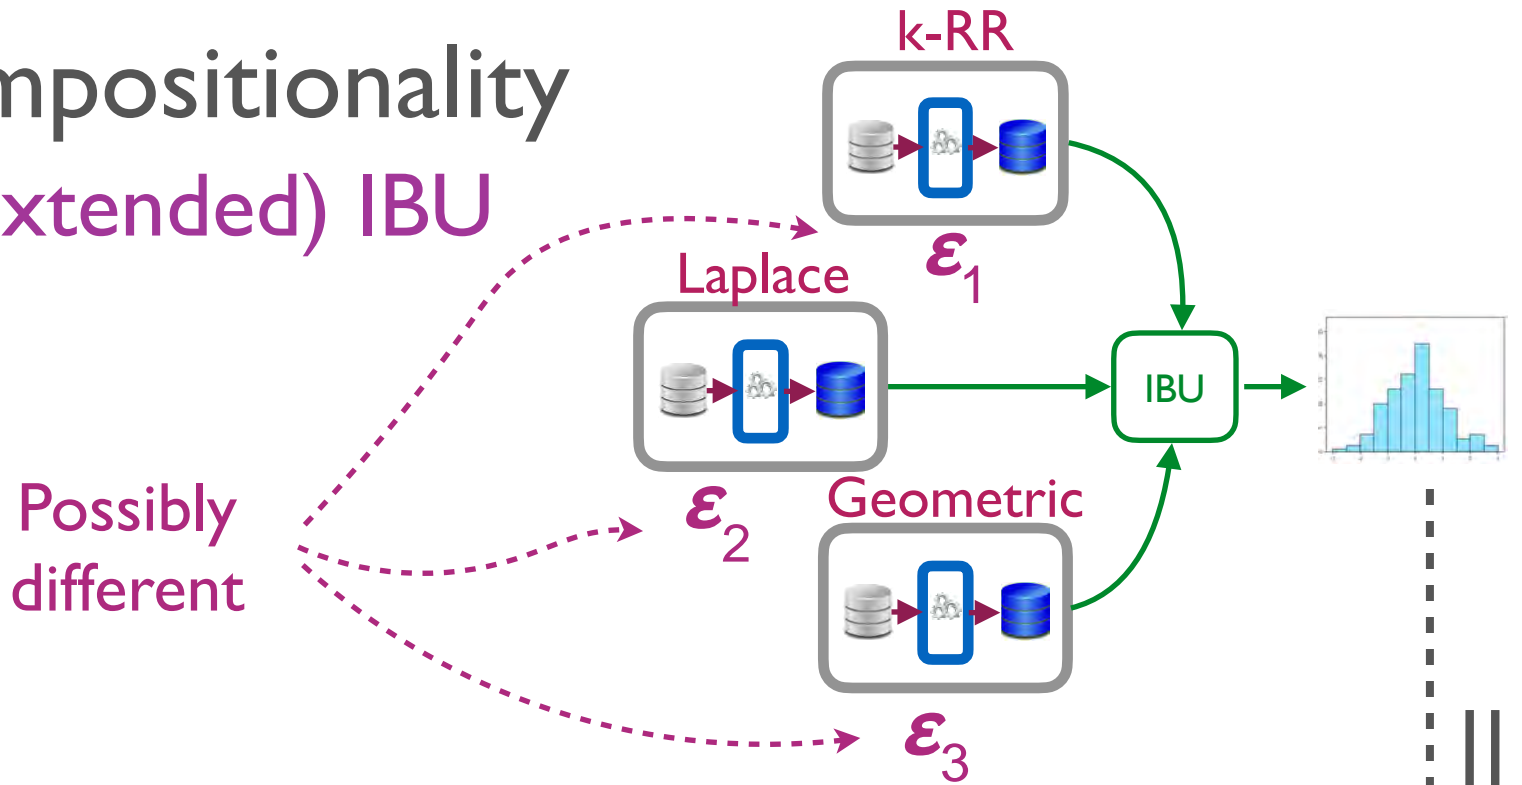 mpositionality
xtended) IBU
k-RR
ε1
Laplace
ε2
IBU
Possibly
different
Geometric
ε3